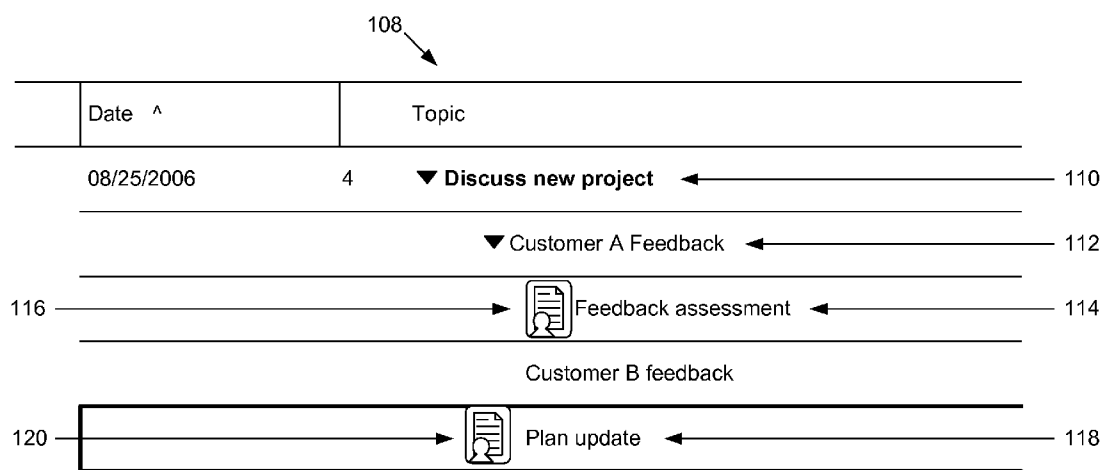 108
Date ^ Topic
08/25/2006 4 ▼ Discuss new project 110
▼ Customer A Feedback 112
116 Feedback assessment 114
Customer B feedback
120 Plan update 118